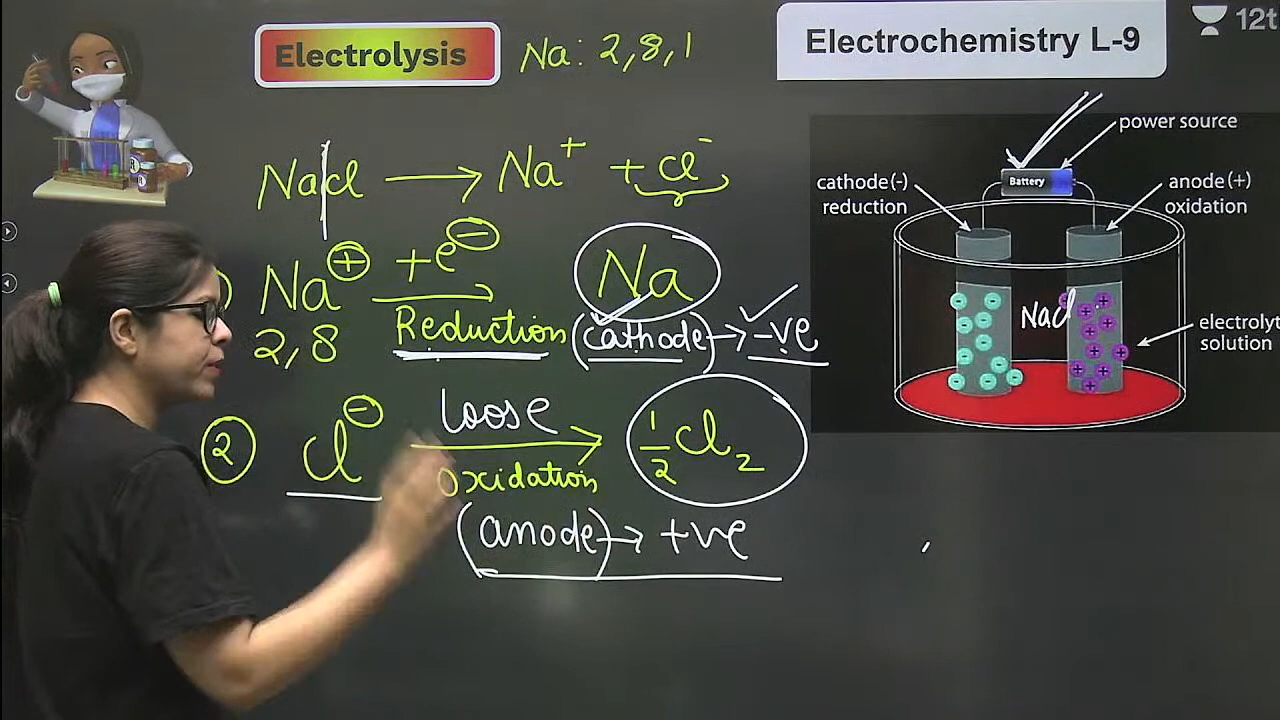 Electrolysis
Na: 2,8,1
Electrochemistry L-9
12t
NaCl → Na⁺ + Cl⁻
Na⁺ +e⁻ → Na
2,8 Reduction (cathode) → -ve
② Cl⁻ loose → ½Cl₂
oxidation
(anode) → +ve
power source
Battery
cathode(-)
reduction
anode(+)
oxidation
NaCl
electrolyt
solution